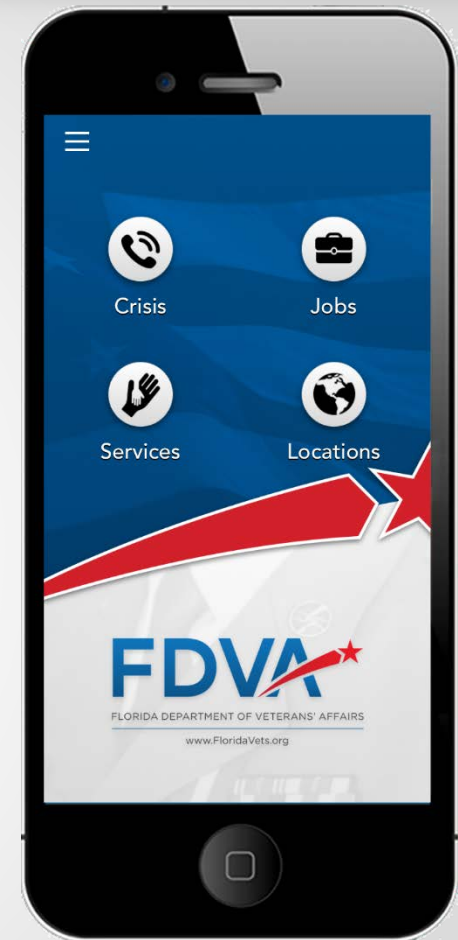 Crisis
Jobs
Services
Locations
FDVA
FLORIDA DEPARTMENT OF VETERANS' AFFAIRS
www.FloridaVets.org